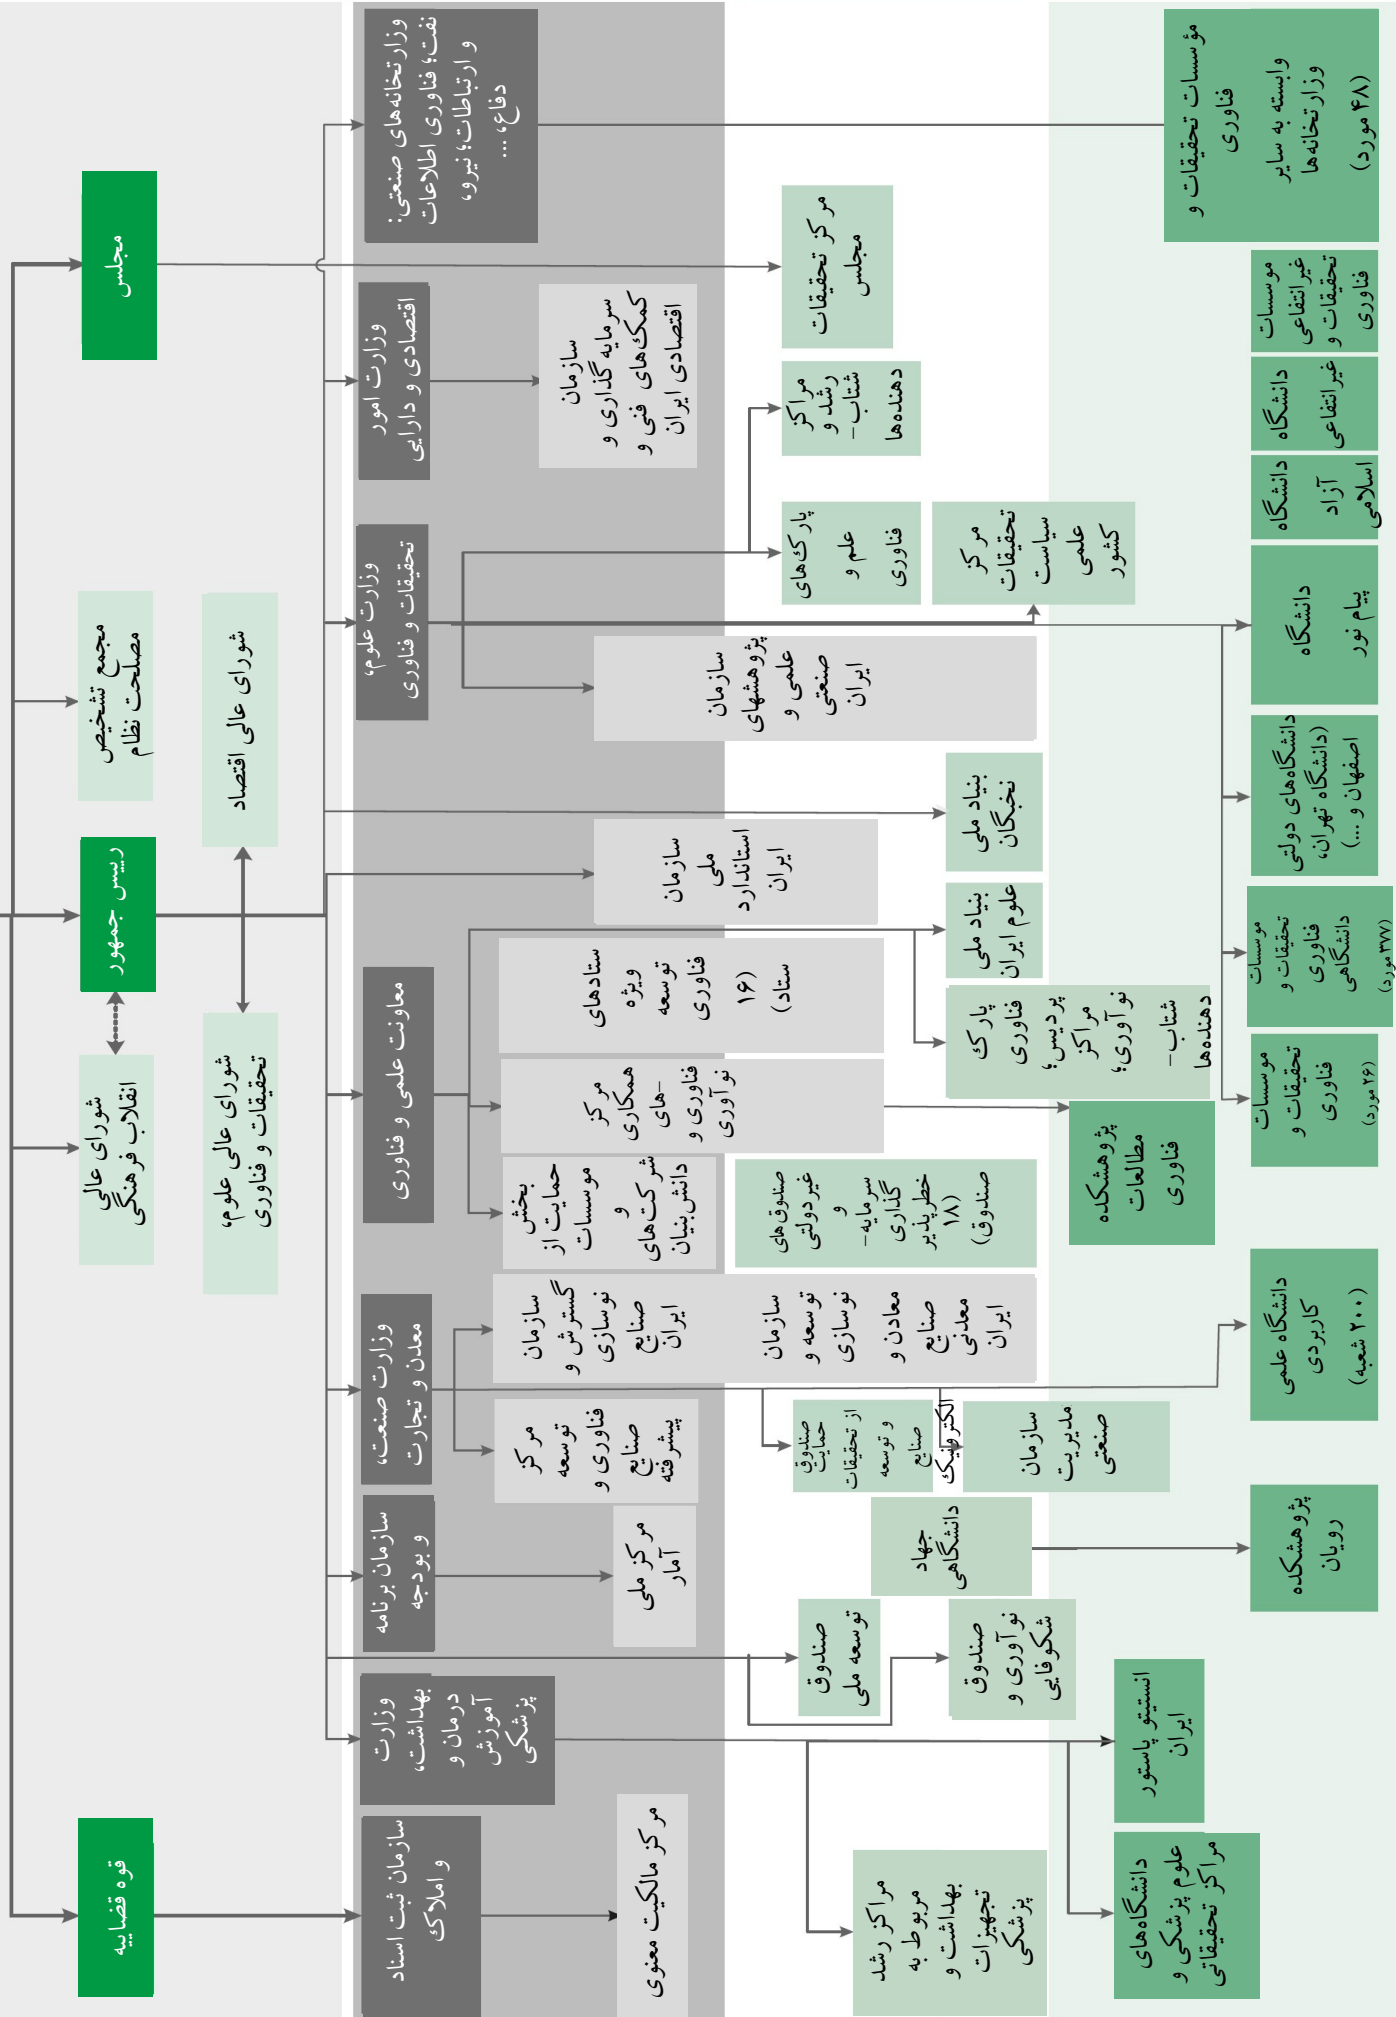 مجلس
مجمع تشخیص
مصلحت نظام
رییس جمهور
شورای عالی
انقلاب فرهنگی
قوه قضاییه
شورای عالی اقتصاد
شورای عالی علوم،
تحقیقات و فناوری
وزارتخانه‌های صنعتی:
نفت؛ فناوری اطلاعات
و ارتباطات؛ نیرو،
دفاع، ...
وزارت امور
اقتصادی و دارایی
وزارت علوم،
تحقیقات و فناوری
معاونت علمی و فناوری
وزارت صنعت،
معدن و تجارت
سازمان برنامه
و بودجه
وزارت
بهداشت،
درمان و
آموزش
پزشکی
سازمان ثبت اسناد
و املاک
سازمان
سرمایه گذاری و
کمک‌های فنی و
اقتصادی ایران
سازمان
پژوهشهای
علمی و
صنعتی
ایران
سازمان
ملی
استاندارد
ایران
ستادهای
ویژه
توسعه
فناوری
(۱۶
ستاد)
مرکز
همکاری
-های
فناوری و
نوآوری
بخش
حمایت از
موسسات
و
شرکت‌های
دانش‌بنیان
سازمان
گسترش و
نوسازی
صنایع
ایران
سازمان
توسعه و
نوسازی
معادن و
صنایع
معدنی
ایران
مرکز
توسعه
فناوری و
صنایع
پیشرفته
مرکز ملی
آمار
مرکز مالکیت معنوی
مرکز تحقیقات
مجلس
مراکز
رشد و
شتاب-
دهنده‌ها
پارک‌های
علم و
فناوری
مرکز
تحقیقات
سیاست
علمی
کشور
بنیاد ملی
نخبگان
بنیاد ملی
علوم ایران
پارک
فناوری
پردیس؛
مراکز
نوآوری؛
شتاب-
دهنده‌ها
صندوق‌های
غیردولتی
و
سرمایه-
گذاری
خطرپذیر
(۱۸
صندوق)
صندوق
حمایت
از تحقیقات
و توسعه
صنایع
الکترونیک
سازمان
مدیریت
صنعتی
جهاد
دانشگاهی
صندوق
توسعه ملی
صندوق
نوآوری و
شکوفایی
مراکز رشد
مربوط به
بهداشت و
تجهیزات
پزشکی
مؤسسات تحقیقات و
فناوری
وابسته به سایر
وزارتخانه‌ها
(۴۸ مورد)
موسسات
غیرانتفاعی
تحقیقات و
فناوری
دانشگاه
غیرانتفاعی
دانشگاه
آزاد
اسلامی
دانشگاه
پیام نور
دانشگاه‌های دولتی
(دانشگاه تهران،
اصفهان و ...)
موسسات
تحقیقات و
فناوری
دانشگاهی
(۳۷۷ مورد)
موسسات
تحقیقات و
فناوری
(۲۶ مورد)
پژوهشکده
مطالعات
فناوری
دانشگاه علمی
کاربردی
(۲۰۰ شعبه)
پژوهشکده
رویان
انستیتو پاستور
ایران
دانشگاه‌های
علوم پزشکی و
مراکز تحقیقاتی